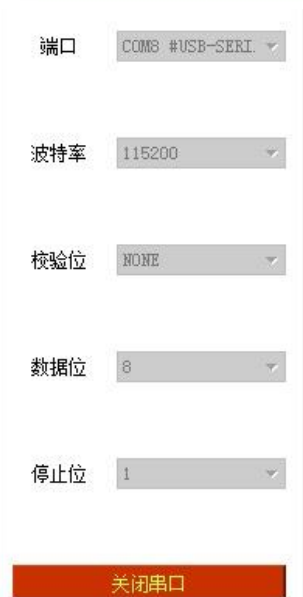 端口 COM8 #USB-SERI.
波特率 115200
校验位 NONE
数据位 8
停止位 1
关闭串口